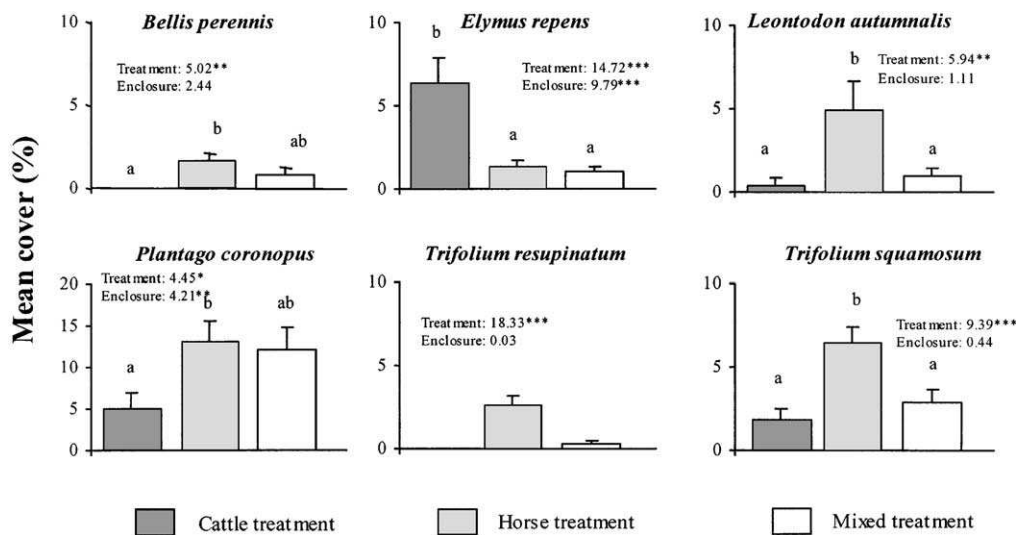 Mean cover (%)
Bellis perennis
10
5
0
Treatment: 5.02**
Enclosure: 2.44
a
b
ab
Elymus repens
10
5
0
Treatment: 14.72***
Enclosure: 9.79***
b
a
a
Leontodon autumnalis
10
5
0
Treatment: 5.94**
Enclosure: 1.11
a
b
a
Plantago coronopus
20
15
10
5
0
Treatment: 4.45*
Enclosure: 4.21**
a
b
ab
Trifolium resupinatum
10
5
0
Treatment: 18.33***
Enclosure: 0.03
Trifolium squamosum
10
5
0
Treatment: 9.39***
Enclosure: 0.44
a
b
a
Cattle treatment
Horse treatment
Mixed treatment